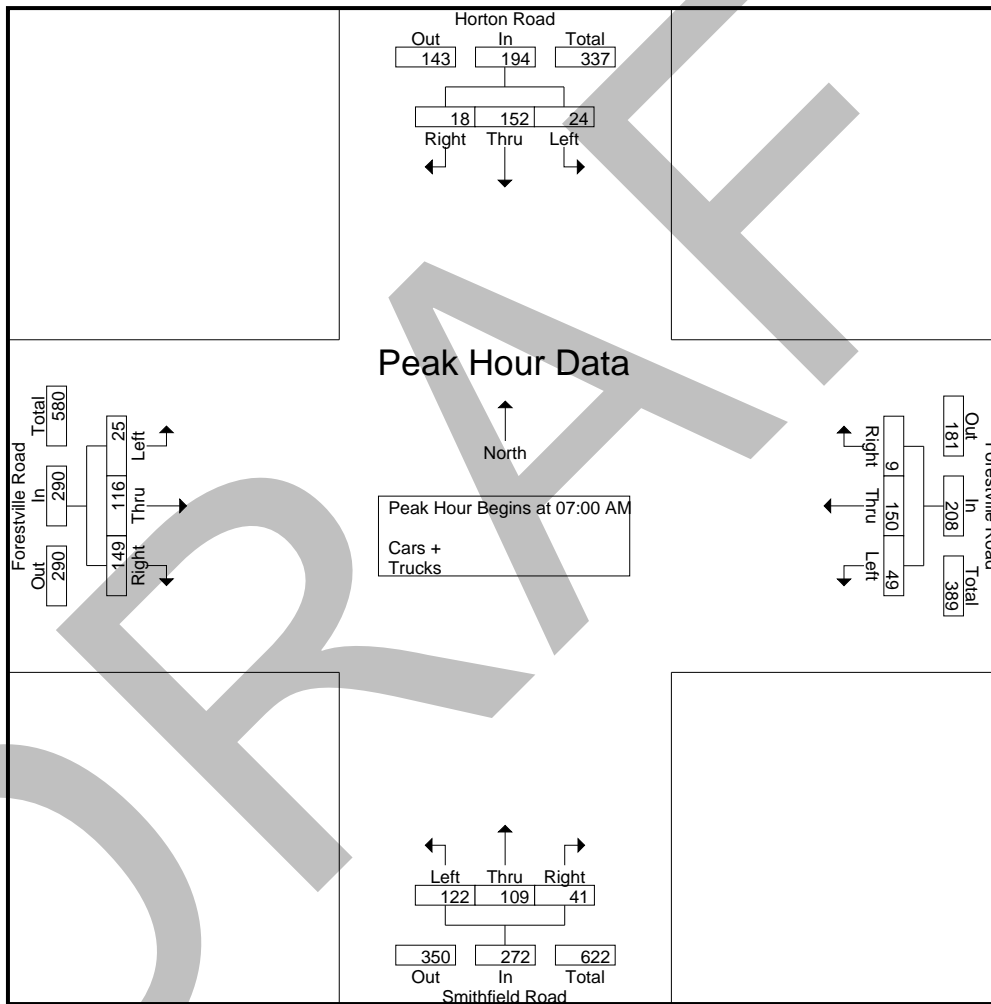 Horton Road
Out In Total
143 194 337
18 152 24
Right Thru Left
Peak Hour Data
North
Peak Hour Begins at 07:00 AM
Cars +
Trucks
Forestville Road
Total In Out
580 290 290
25 116 149
Left Thru Right
Forestville Road
Out In Total
181 208 389
9 150 49
Right Thru Left
Left Thru Right
122 109 41
350 272 622
Out In Total
Smithfield Road
DRAF